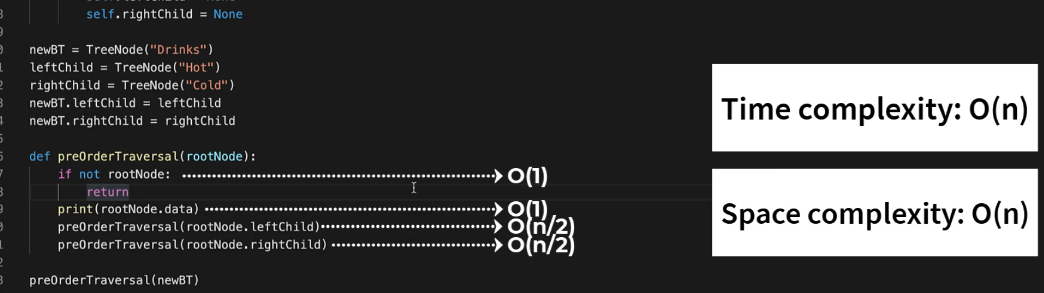 self.rightChild = None
newBT = TreeNode("Drinks")
leftChild = TreeNode("Hot")
rightChild = TreeNode("Cold")
newBT.leftChild = leftChild
newBT.rightChild = rightChild
def preOrderTraversal(rootNode):
if not rootNode: O(1)
return
print(rootNode.data) O(1)
preOrderTraversal(rootNode.leftChild) O(n/2)
preOrderTraversal(rootNode.rightChild) O(n/2)
preOrderTraversal(newBT)
Time complexity: O(n)
Space complexity: O(n)